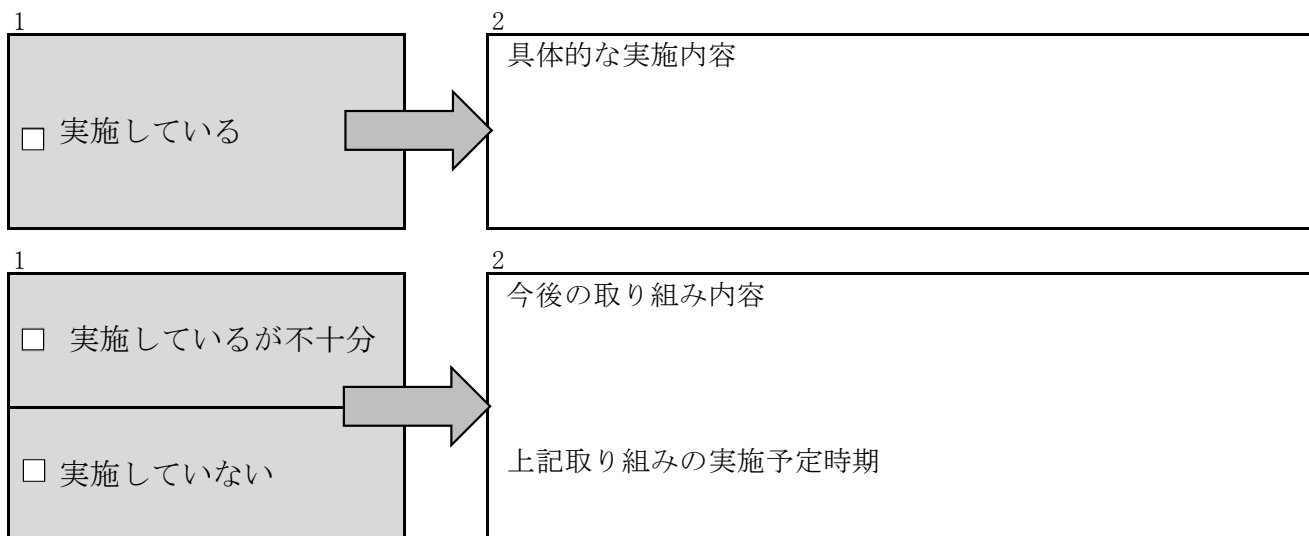 1
2
□ 実施している
具体的な実施内容
1
2
□ 実施しているが不十分
今後の取り組み内容
□ 実施していない
上記取り組みの実施予定時期